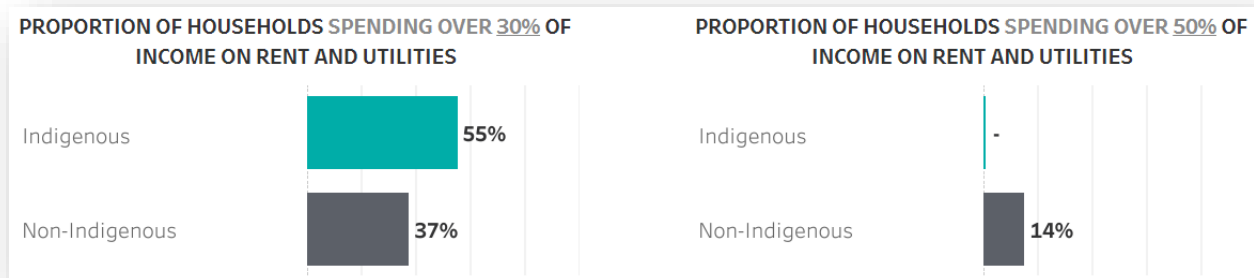 PROPORTION OF HOUSEHOLDS SPENDING OVER 30% OF
INCOME ON RENT AND UTILITIES
Indigenous
55%
Non-Indigenous
37%
PROPORTION OF HOUSEHOLDS SPENDING OVER 50% OF
INCOME ON RENT AND UTILITIES
Indigenous
-
Non-Indigenous
14%